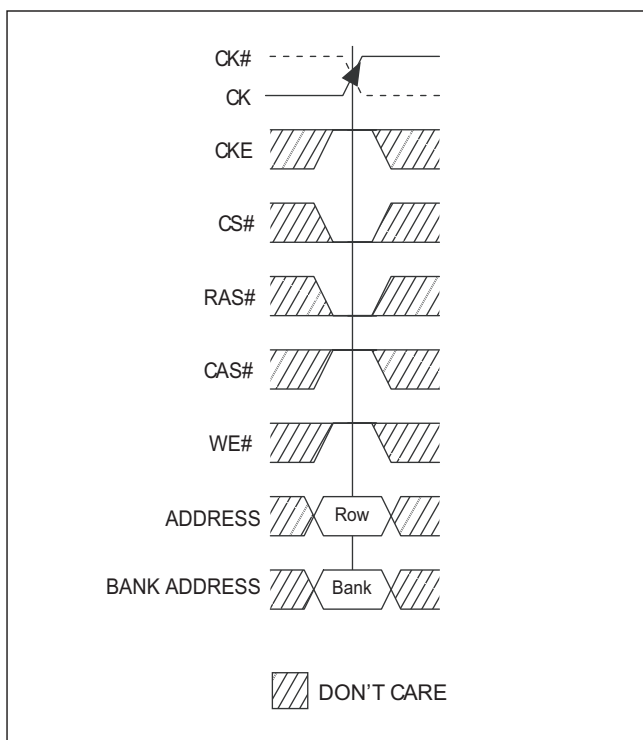 CK#
CK
CKE
CS#
RAS#
CAS#
WE#
ADDRESS Row
BANK ADDRESS Bank
DON'T CARE